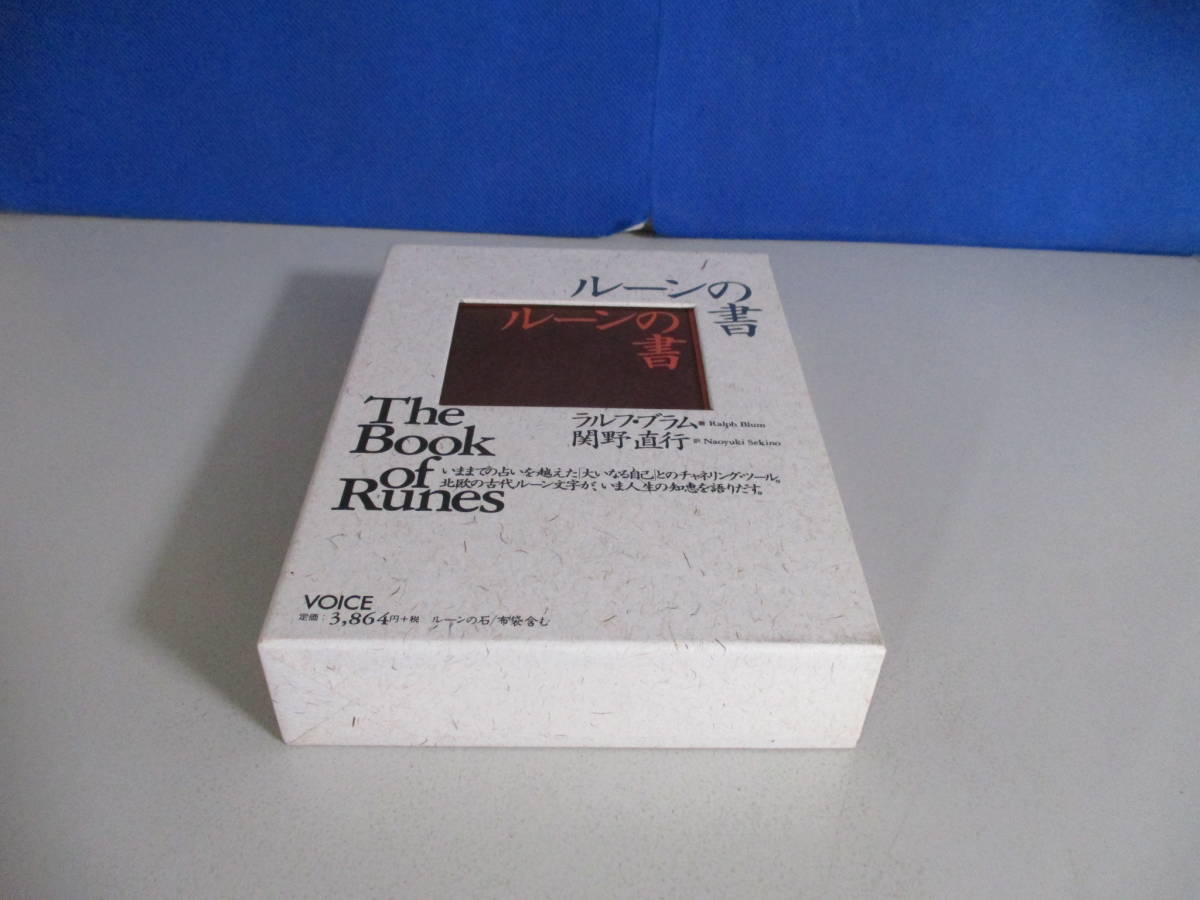 ルーンの
書
ルーンの
書
The
Book
of
Runes
ラルフ・ブラム著 Ralph Blum
関野直行訳 Naoyuki Sekino
いままでの占いを越えた「大いなる自己」とのチャネリング・ツール。
北欧の古代ルーン文字が、いま人生の知恵を語りだす。
VOICE
定価:3,864円+税 ルーンの石/布袋含む